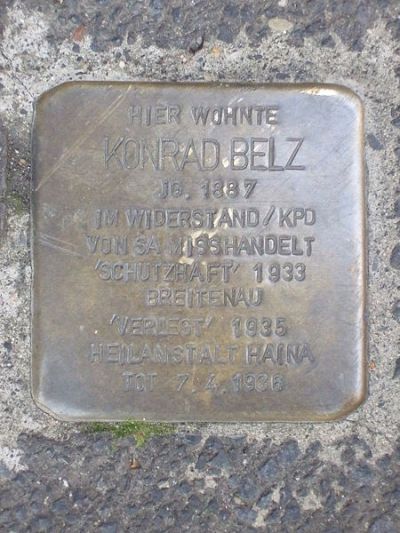 HIER WOHNTE
KONRAD BELZ
JG. 1887
IM WIDERSTAND / KPD
VON SA MISSHANDELT
'SCHUTZHAFT' 1933
BREITENAU
'VERLEGT' 1935
HEILANSTALT HAINA
TOT 7. 4. 1936